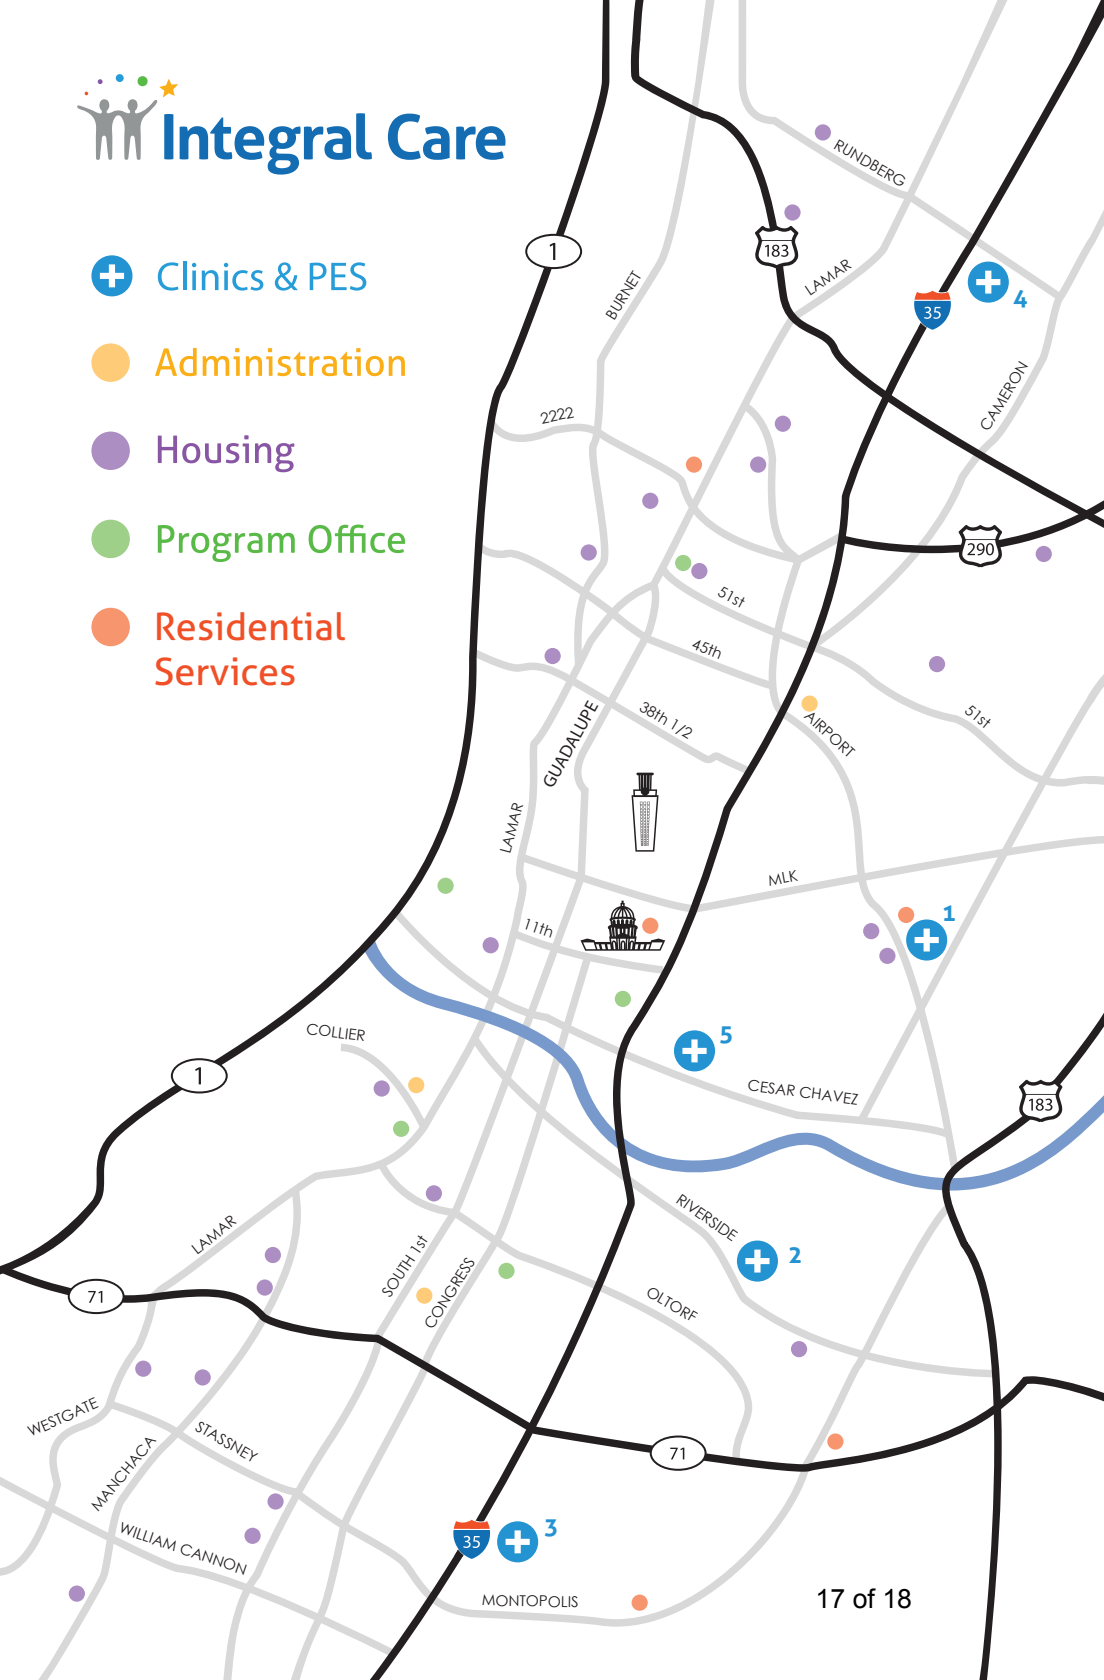 Integral Care
Clinics & PES
Administration
Housing
Program Office
Residential
Services
RUNDBERG
1
183
LAMAR
BURNET
35
4
CAMERON
2222
290
51st
45th
38th 1/2
GUADALUPE
AIRPORT
51st
LAMAR
MLK
11th
1
COLLIER
5
1
CESAR CHAVEZ
183
RIVERSIDE
LAMAR
2
SOUTH 1st
CONGRESS
71
OLTORF
WESTGATE
STASSNEY
MANCHACA
71
WILLIAM CANNON
35
3
MONTOPOLIS
17 of 18